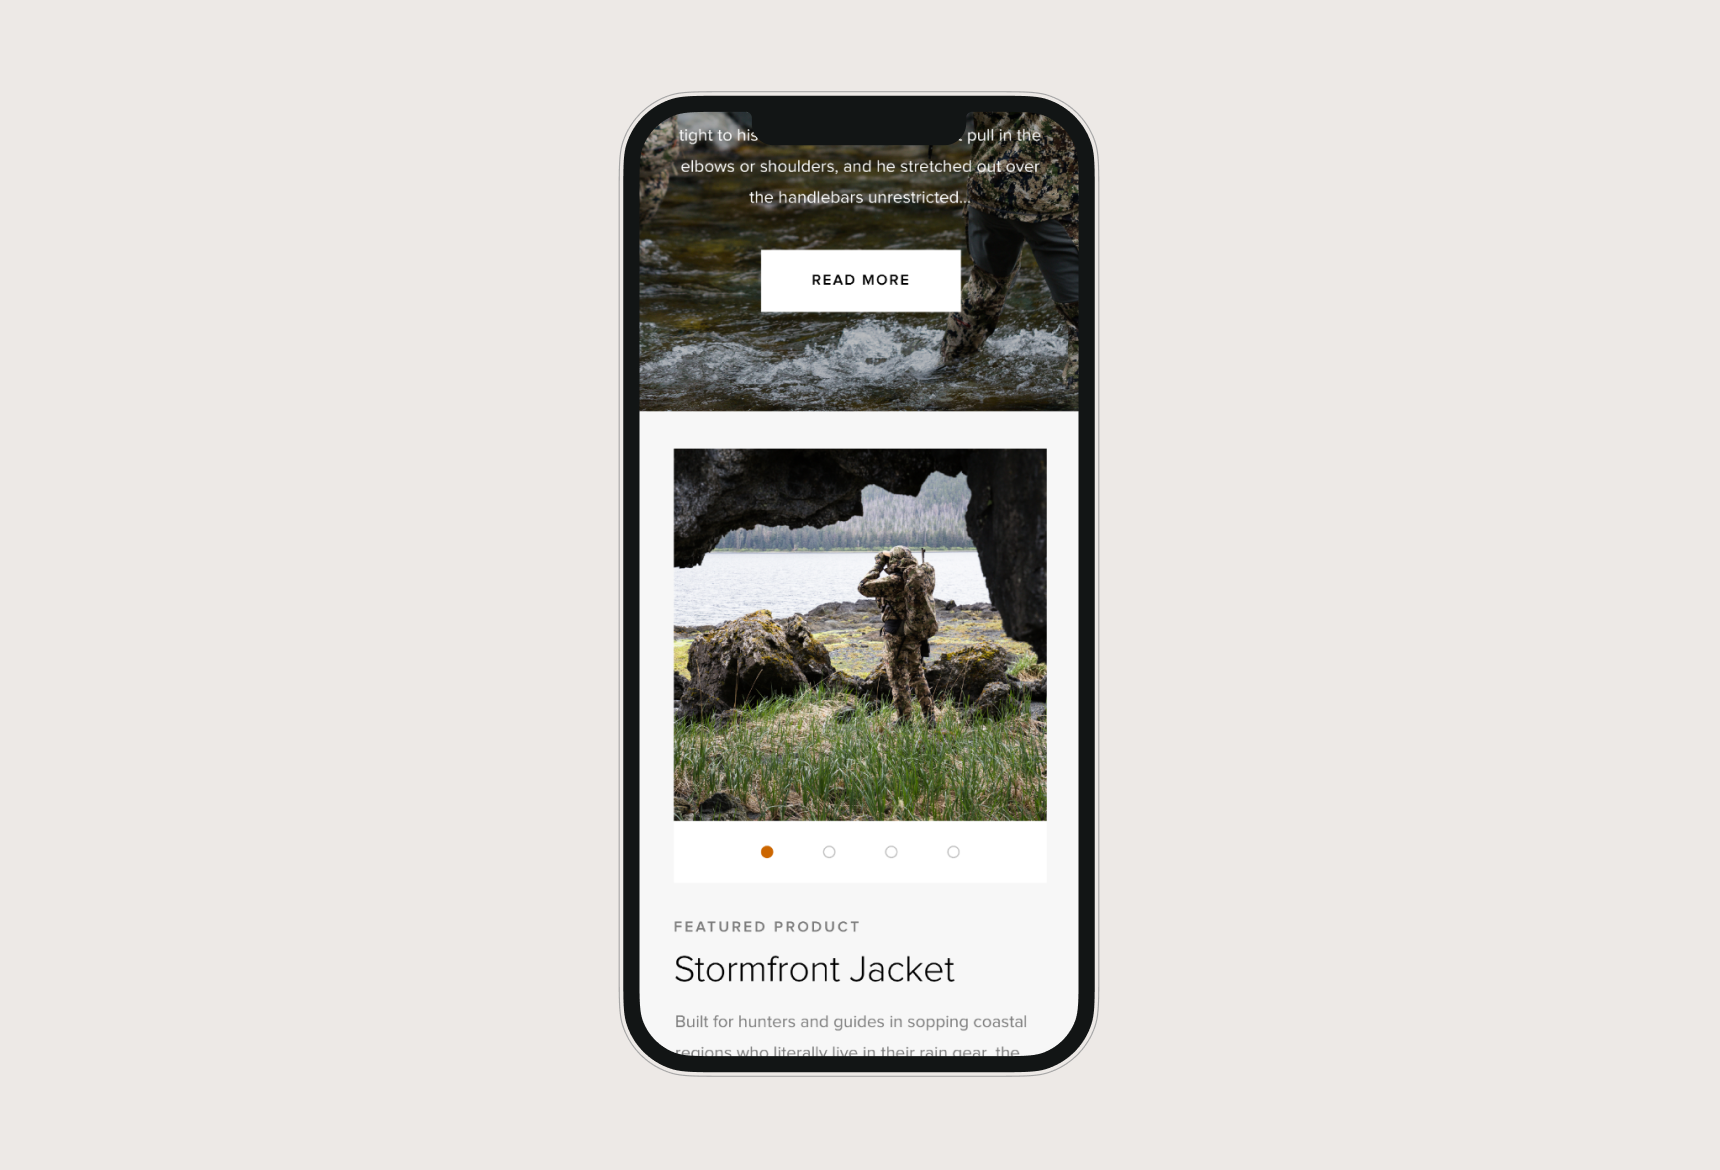 tight to his pull in the
elbows or shoulders, and he stretched out over
the handlebars unrestricted...
READ MORE
FEATURED PRODUCT
Stormfront Jacket
Built for hunters and guides in sopping coastal
regions who literally live in their rain gear, the